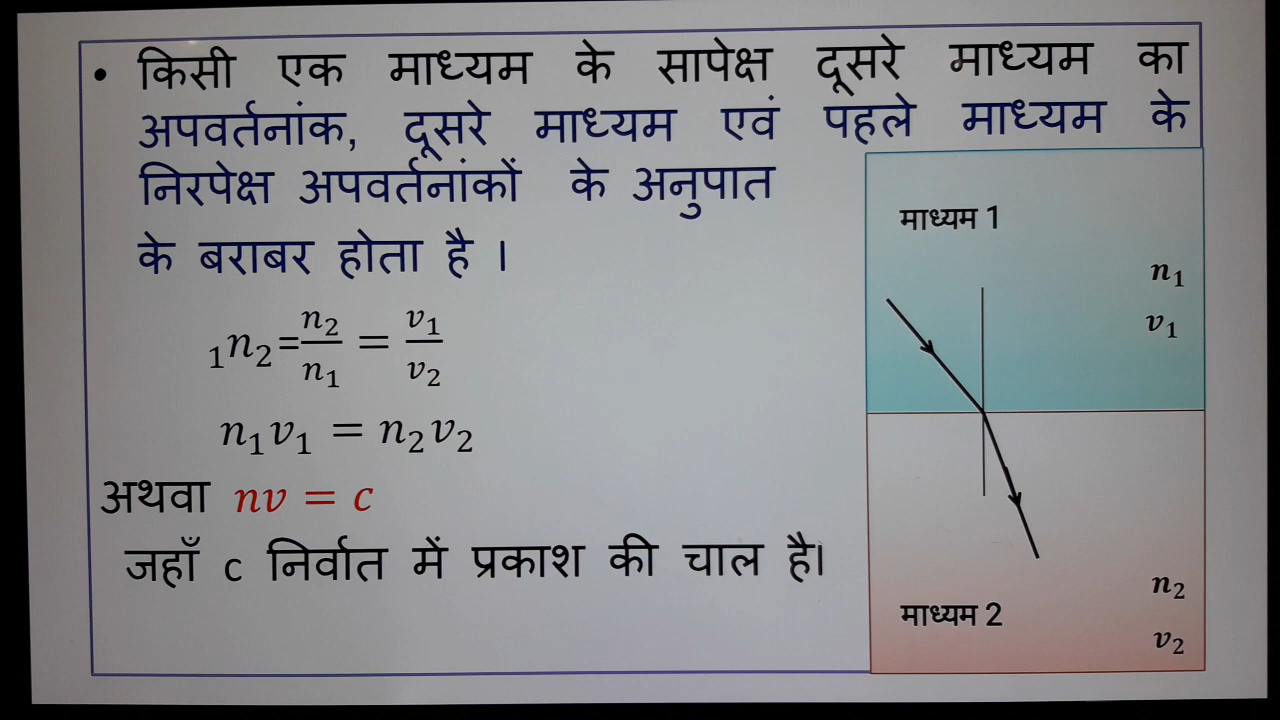 • किसी एक माध्यम के सापेक्ष दूसरे माध्यम का
अपवर्तनांक, दूसरे माध्यम एवं पहले माध्यम के
निरपेक्ष अपवर्तनांकों के अनुपात
के बराबर होता है ।
₁n₂=n₂/n₁ = v₁/v₂
n₁v₁ = n₂v₂
अथवा nv = c
जहाँ c निर्वात में प्रकाश की चाल है।
माध्यम 1
n₁
v₁
n₂
माध्यम 2
v₂